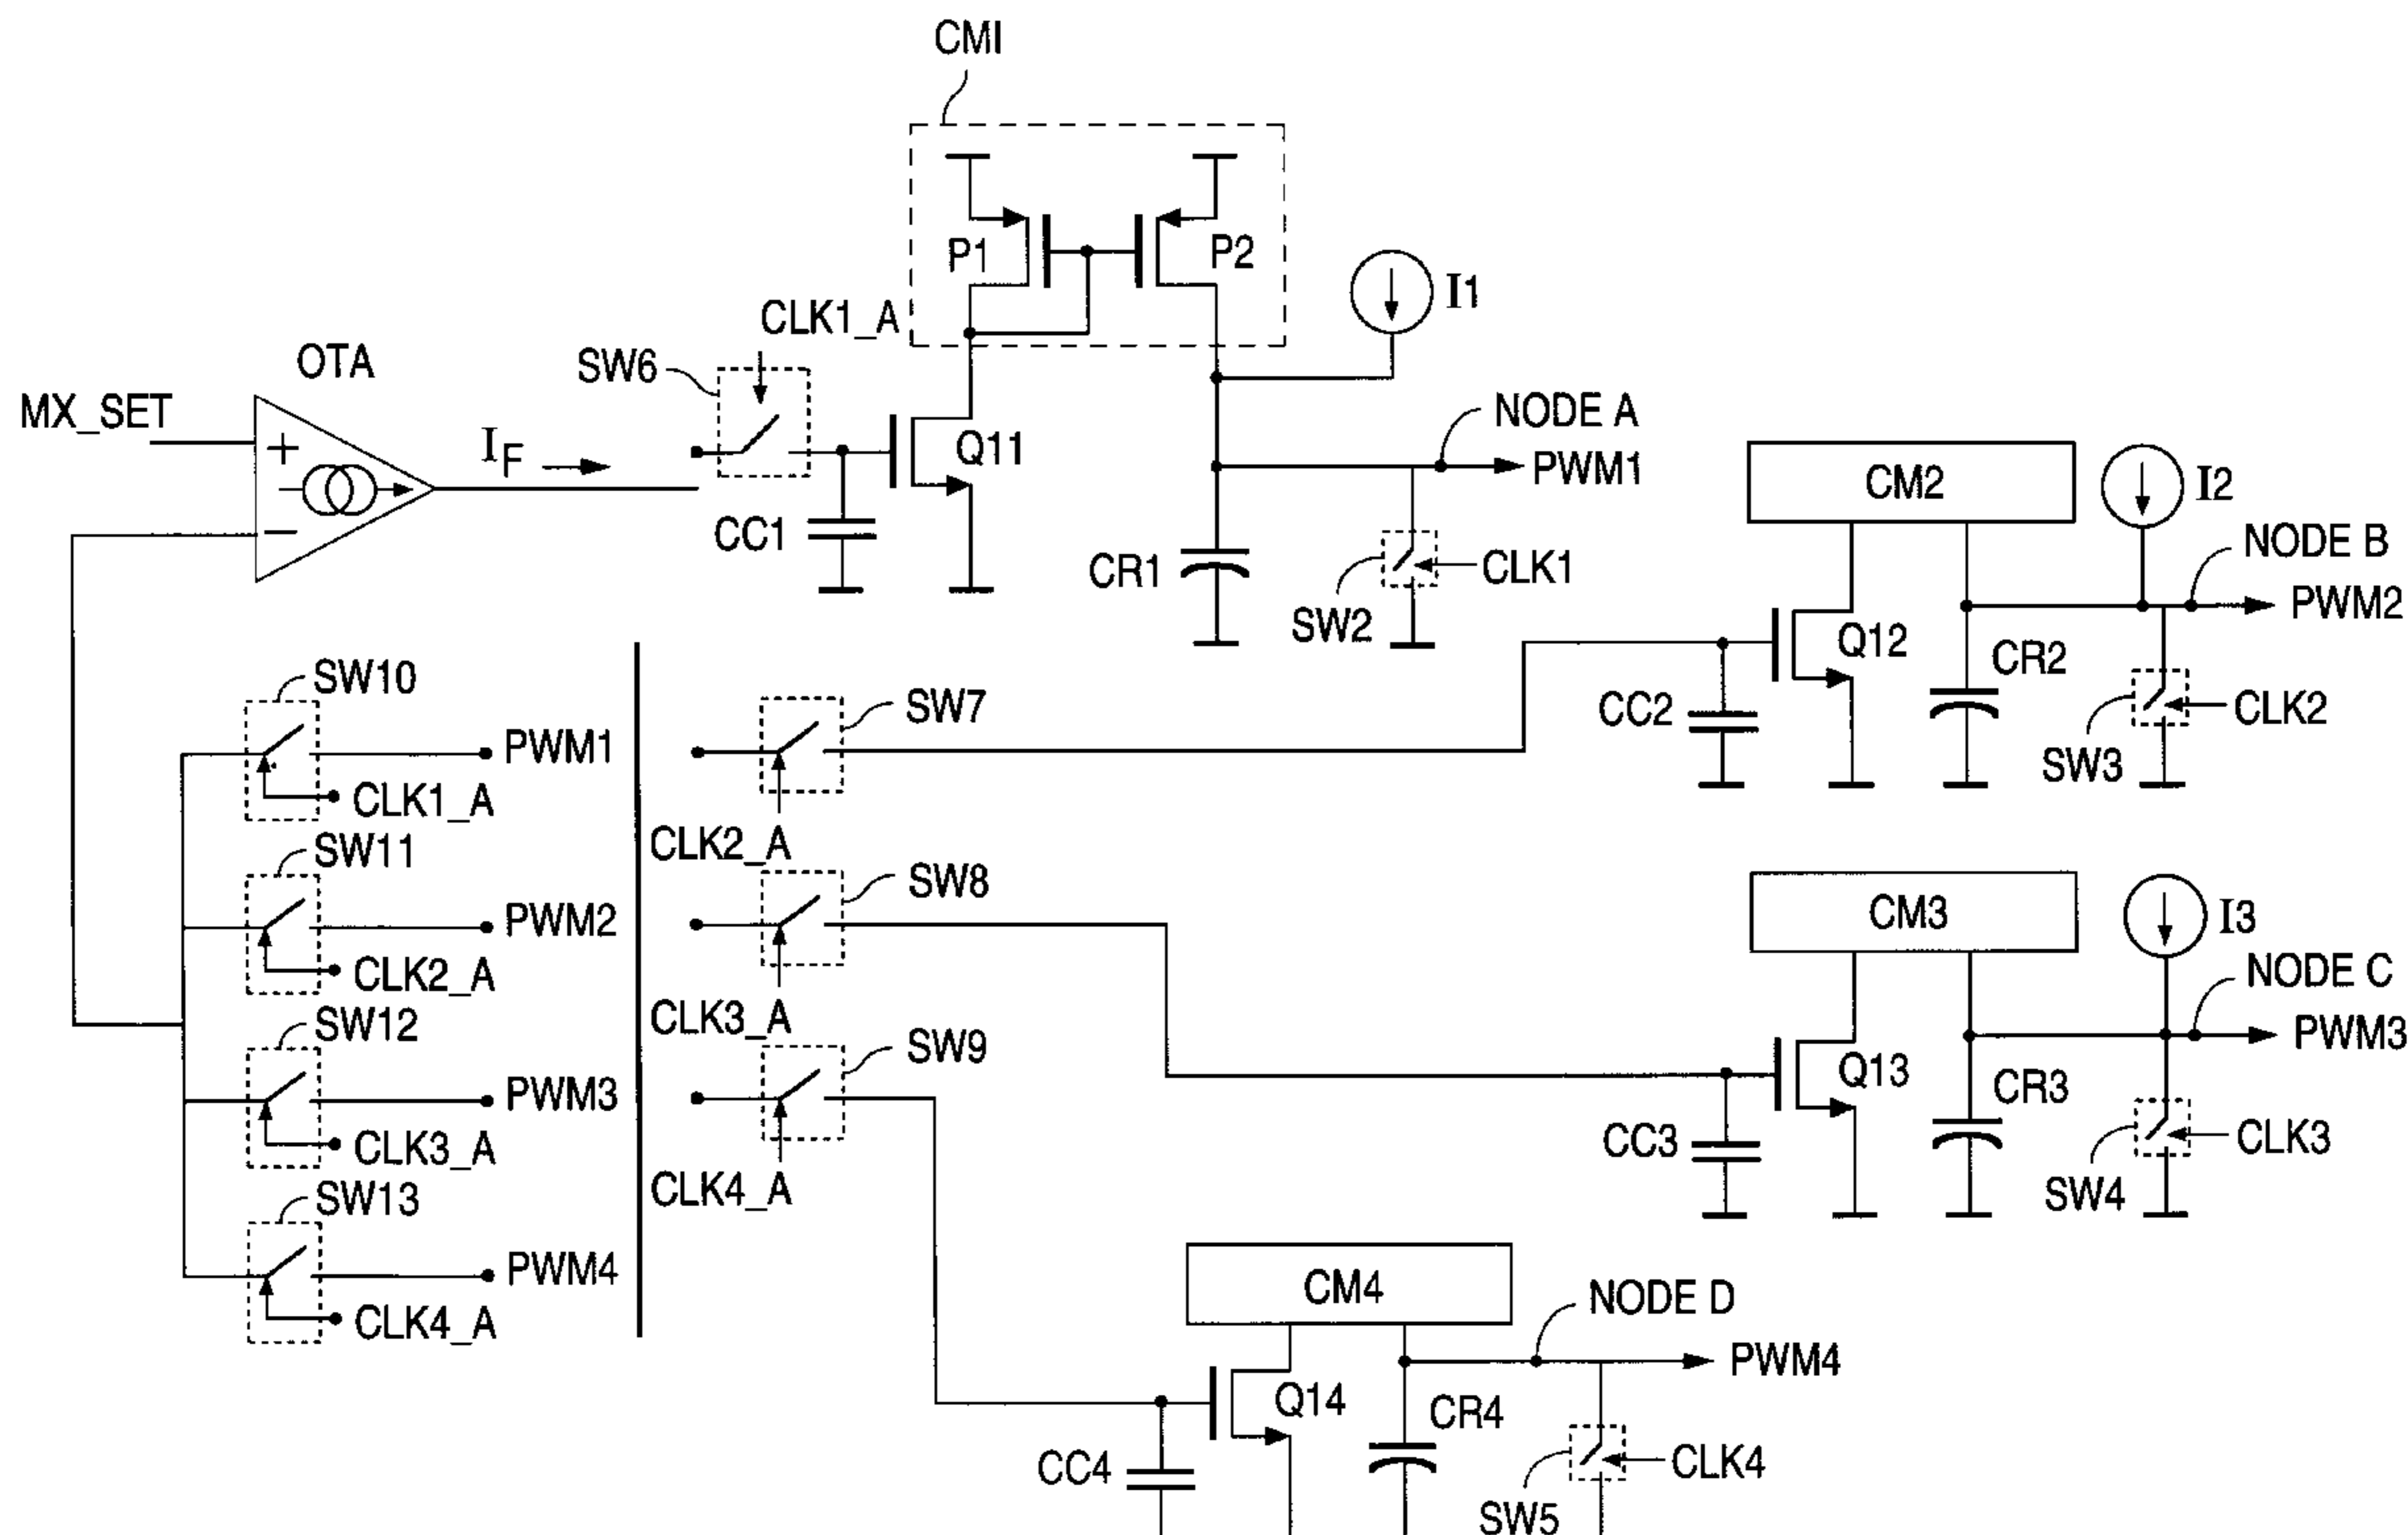 CMI
P1
P2
I1
CLK1_A
OTA
SW6
MX_SET
+
IF
Q11
NODE A
PWM1
CC1
CR1
CLK1
SW2
CM2
I2
NODE B
PWM2
Q12
CR2
CC2
CLK2
SW3
−
SW10
PWM1
CLK1_A
SW11
PWM2
CLK2_A
SW12
PWM3
CLK3_A
SW13
PWM4
CLK4_A
SW7
CLK2_A
SW8
CLK3_A
SW9
CLK4_A
CM3
I3
NODE C
PWM3
Q13
CR3
CC3
CLK3
SW4
CM4
NODE D
PWM4
Q14
CR4
CC4
CLK4
SW5